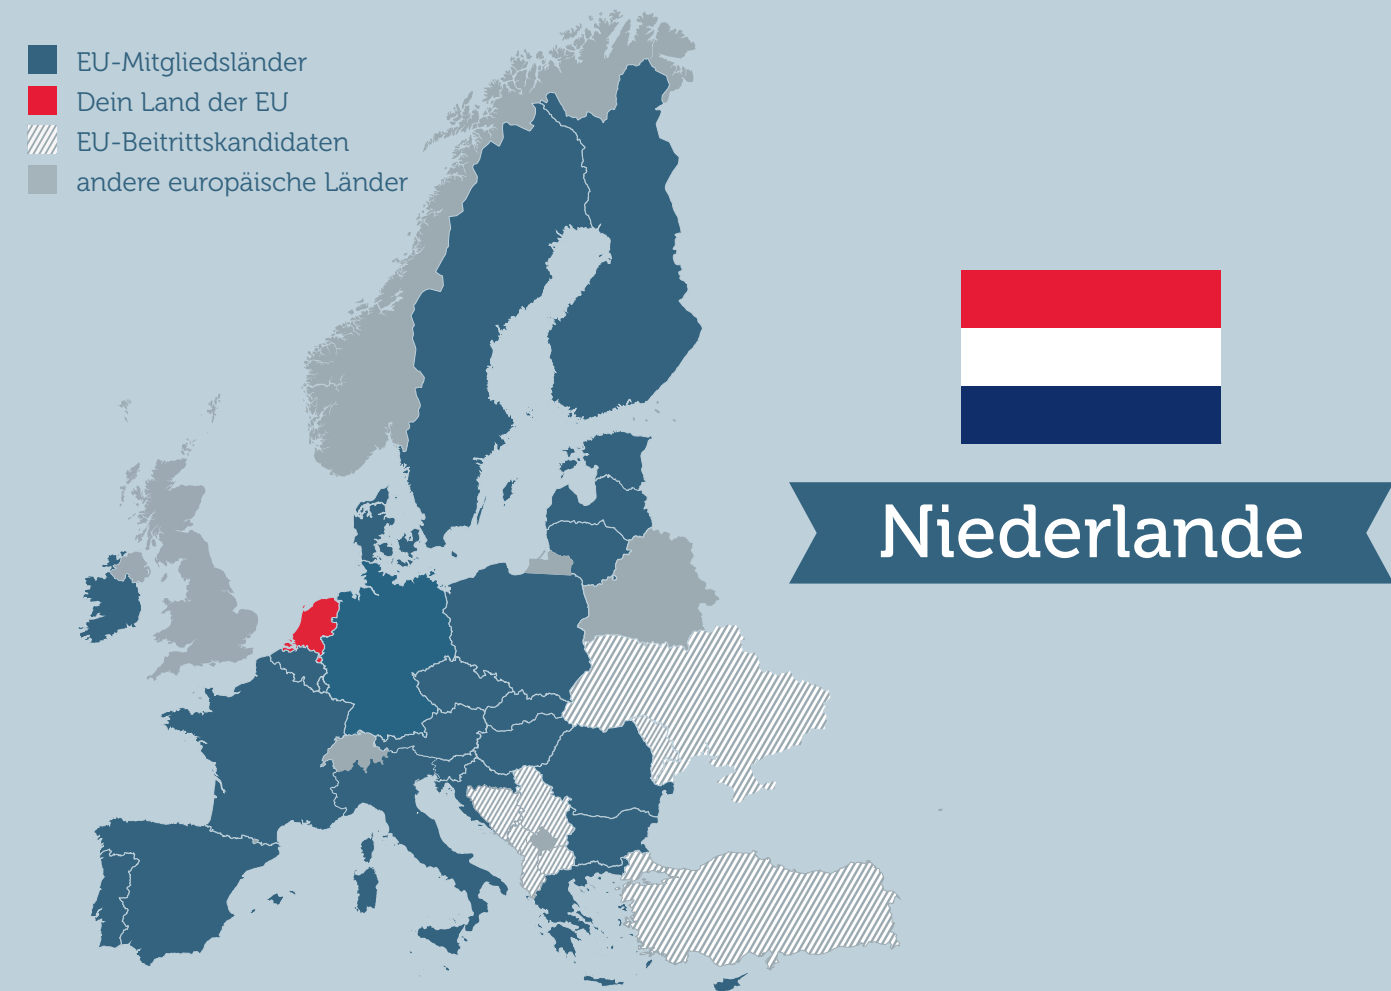 EU-Mitgliedsländer
Dein Land der EU
EU-Beitrittskandidaten
andere europäische Länder
Niederlande